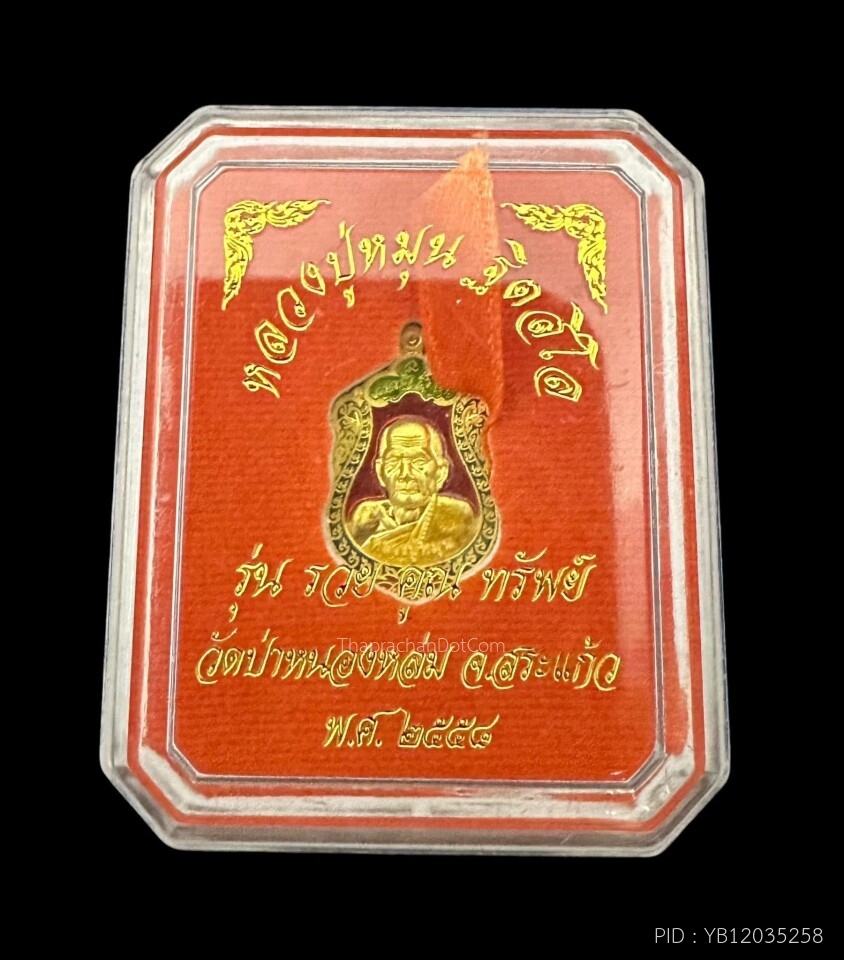 หลวงปู่หมุน ฐิตสีโล
รุ่น รวย คูณ ทรัพย์
ThaprachanDotCom
วัดป่าหนองหล่ม จ.สระแก้ว
พ.ศ. ๒๕๕๘
PID : YB12035258